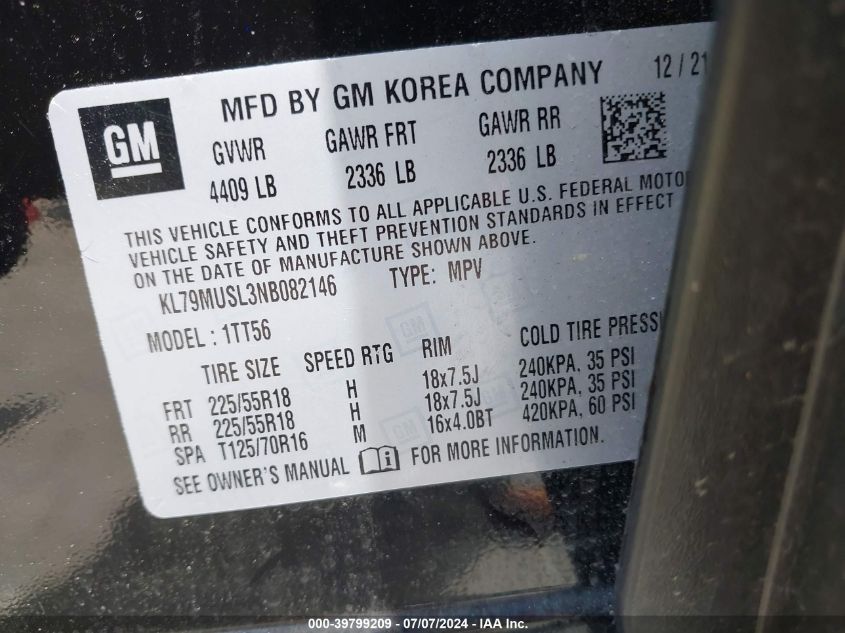 GM
MFD BY GM KOREA COMPANY 12 / 21
GVWR GAWR FRT GAWR RR
4409 LB 2336 LB 2336 LB
THIS VEHICLE CONFORMS TO ALL APPLICABLE U.S. FEDERAL MOTO
VEHICLE SAFETY AND THEFT PREVENTION STANDARDS IN EFFECT
ON THE DATE OF MANUFACTURE SHOWN ABOVE.
KL79MUSL3NB082146 TYPE: MPV
MODEL : 1TT56
TIRE SIZE SPEED RTG RIM COLD TIRE PRESS
FRT 225/55R18 H 18x7.5J 240KPA, 35 PSI
RR 225/55R18 H 18x7.5J 240KPA, 35 PSI
SPA T125/70R16 M 16x4.0BT 420KPA, 60 PSI
SEE OWNER'S MANUAL i FOR MORE INFORMATION.
000-39799209 - 07/07/2024 - IAA Inc.